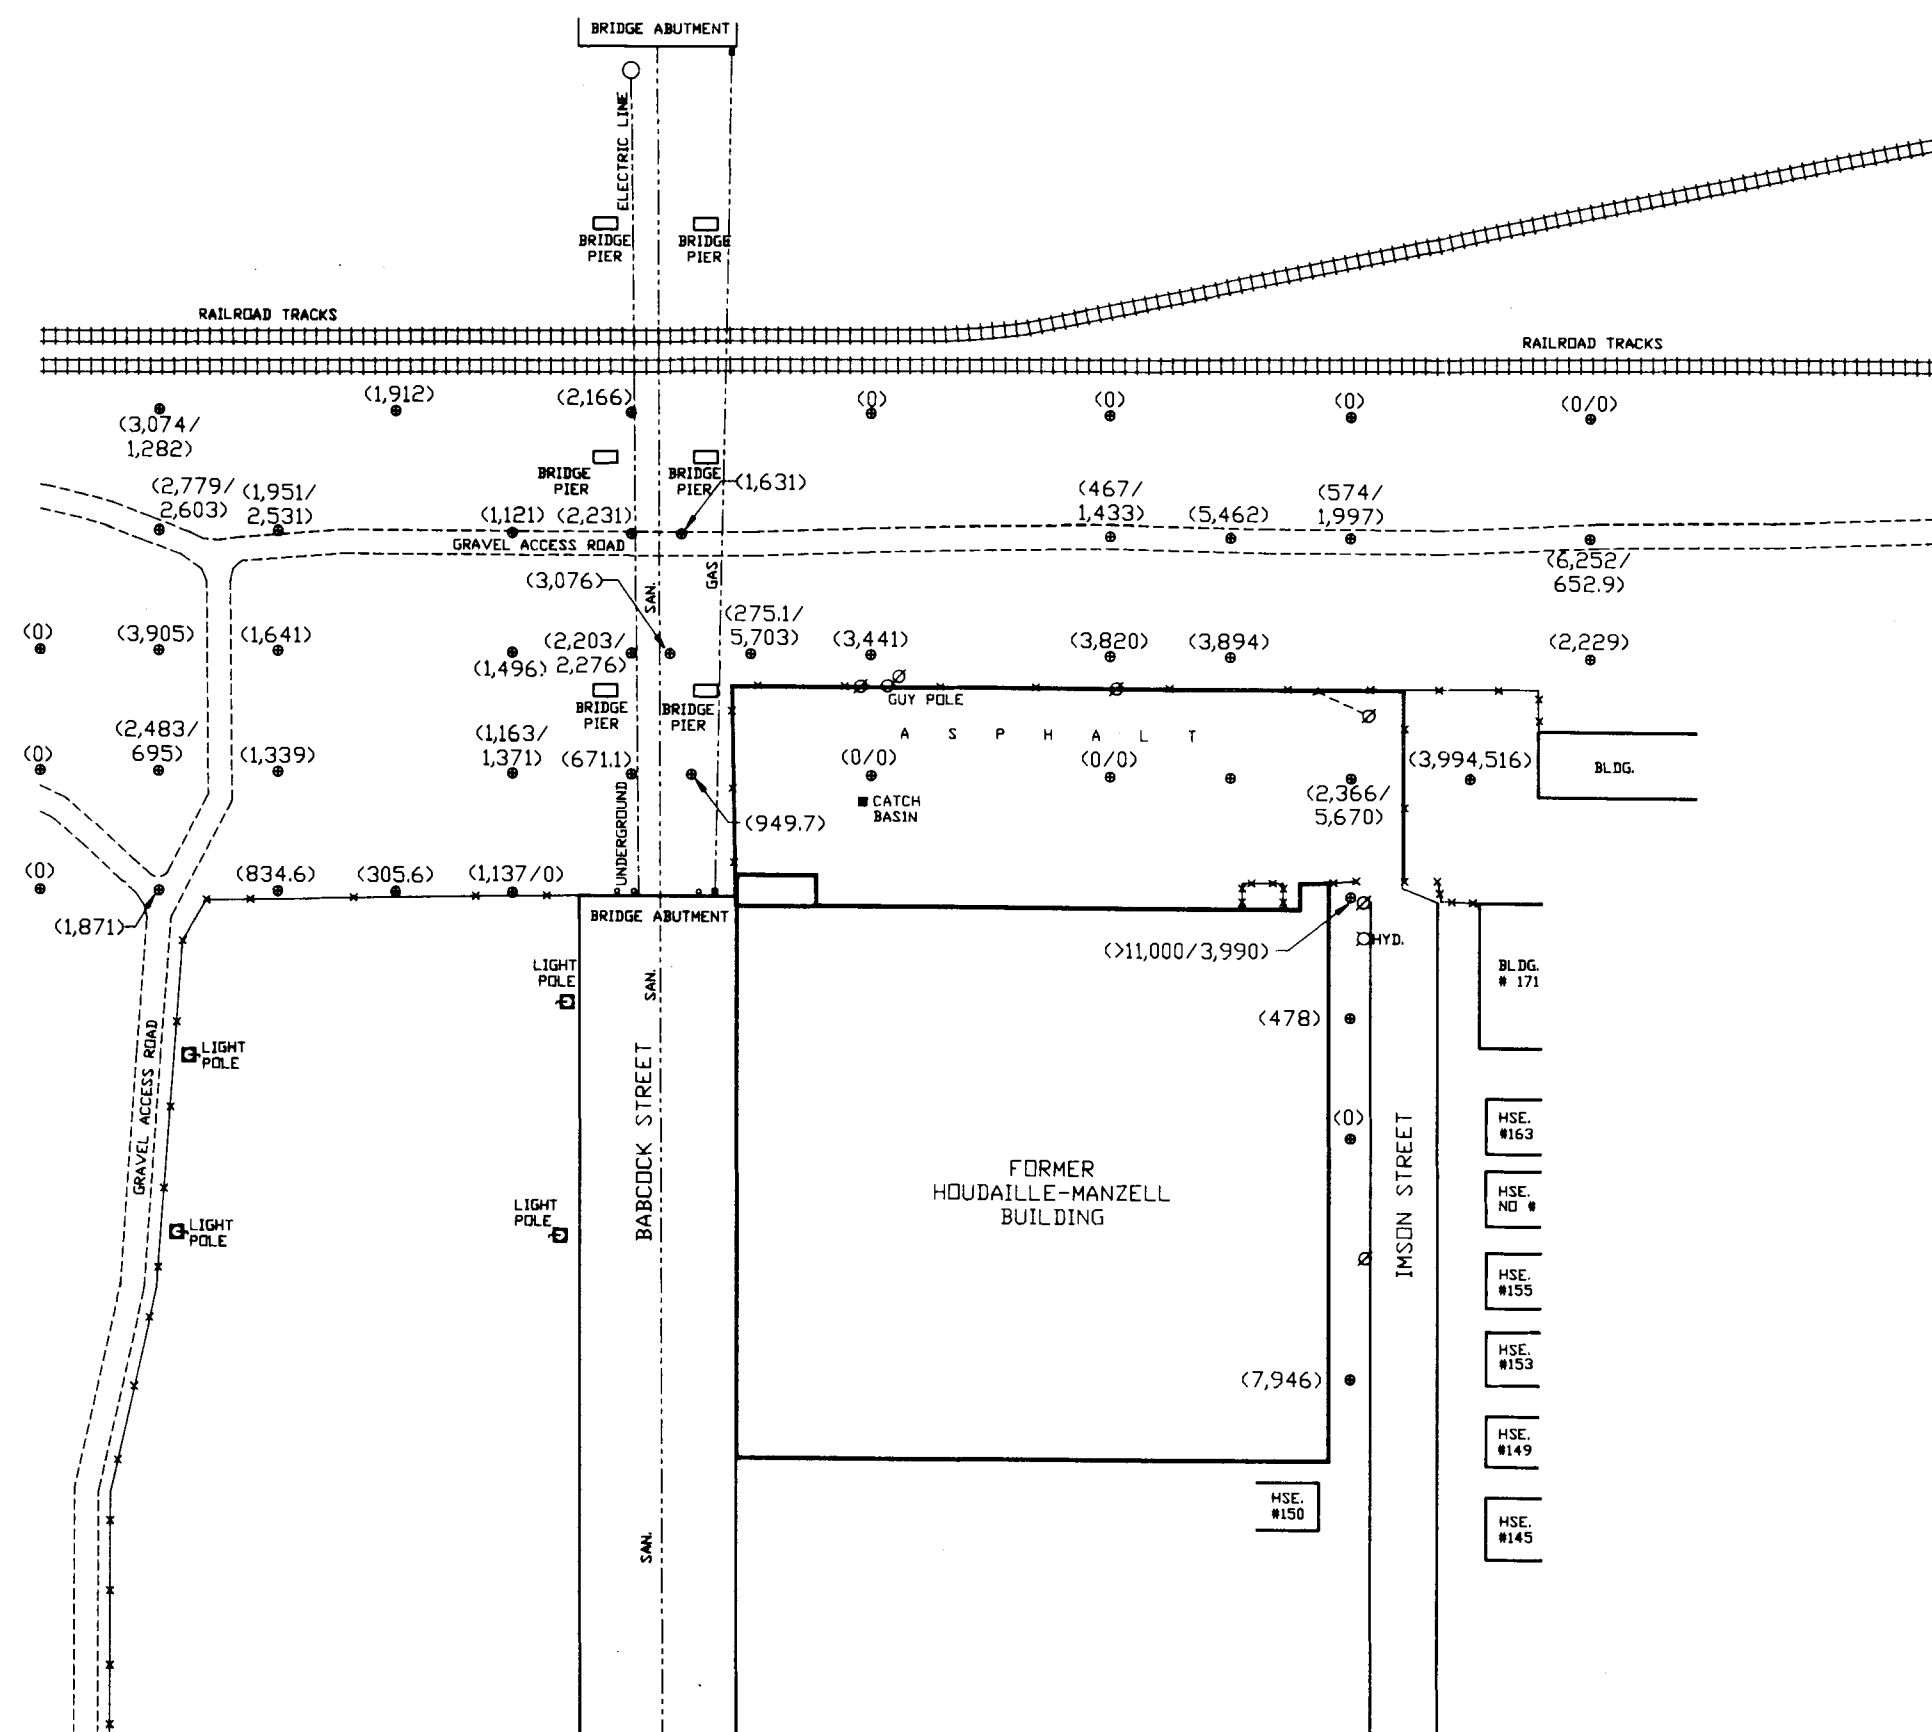 BRIDGE ABUTMENT
ELECTRIC LINE
BRIDGE
PIER
BRIDGE
PIER
RAILROAD TRACKS
RAILROAD TRACKS
(3,074/
1,282)
(1,912)
(2,166)
(0)
(0)
(0)
(0/0)
BRIDGE
PIER
BRIDGE
PIER
(1,631)
(2,779/
2,603)
(1,951/
2,531)
(1,121)
(2,231)
(467/
1,433)
(5,462)
(574/
1,997)
GRAVEL ACCESS ROAD
(6,252/
652.9)
(3,076)
SAN.
GAS
(0)
(3,905)
(1,641)
(1,496)
(2,203/
2,276)
(275.1/
5,703)
(3,441)
(3,820)
(3,894)
(2,229)
BRIDGE
PIER
BRIDGE
PIER
GUY POLE
ASPHALT
(0)
(2,483/
695)
(1,339)
(1,163/
1,371)
(671.1)
(0/0)
(0/0)
(3,994,516)
BLDG.
(2,366/
5,670)
CATCH
BASIN
(949.7)
UNDERGROUND
(0)
(834.6)
(305.6)
(1,137/0)
(1,871)
BRIDGE ABUTMENT
(>11,000/3,990)
HYD.
LIGHT
POLE
SAN.
BLDG.
# 171
(478)
GRAVEL ACCESS ROAD
LIGHT
POLE
BABCOCK STREET
(0)
IMSON STREET
HSE.
#163
FORMER
HOUDAILLE-MANZELL
BUILDING
HSE.
NO #
LIGHT
POLE
LIGHT
POLE
HSE.
#155
HSE.
#153
(7,946)
HSE.
#149
HSE.
#150
HSE.
#145
SAN.